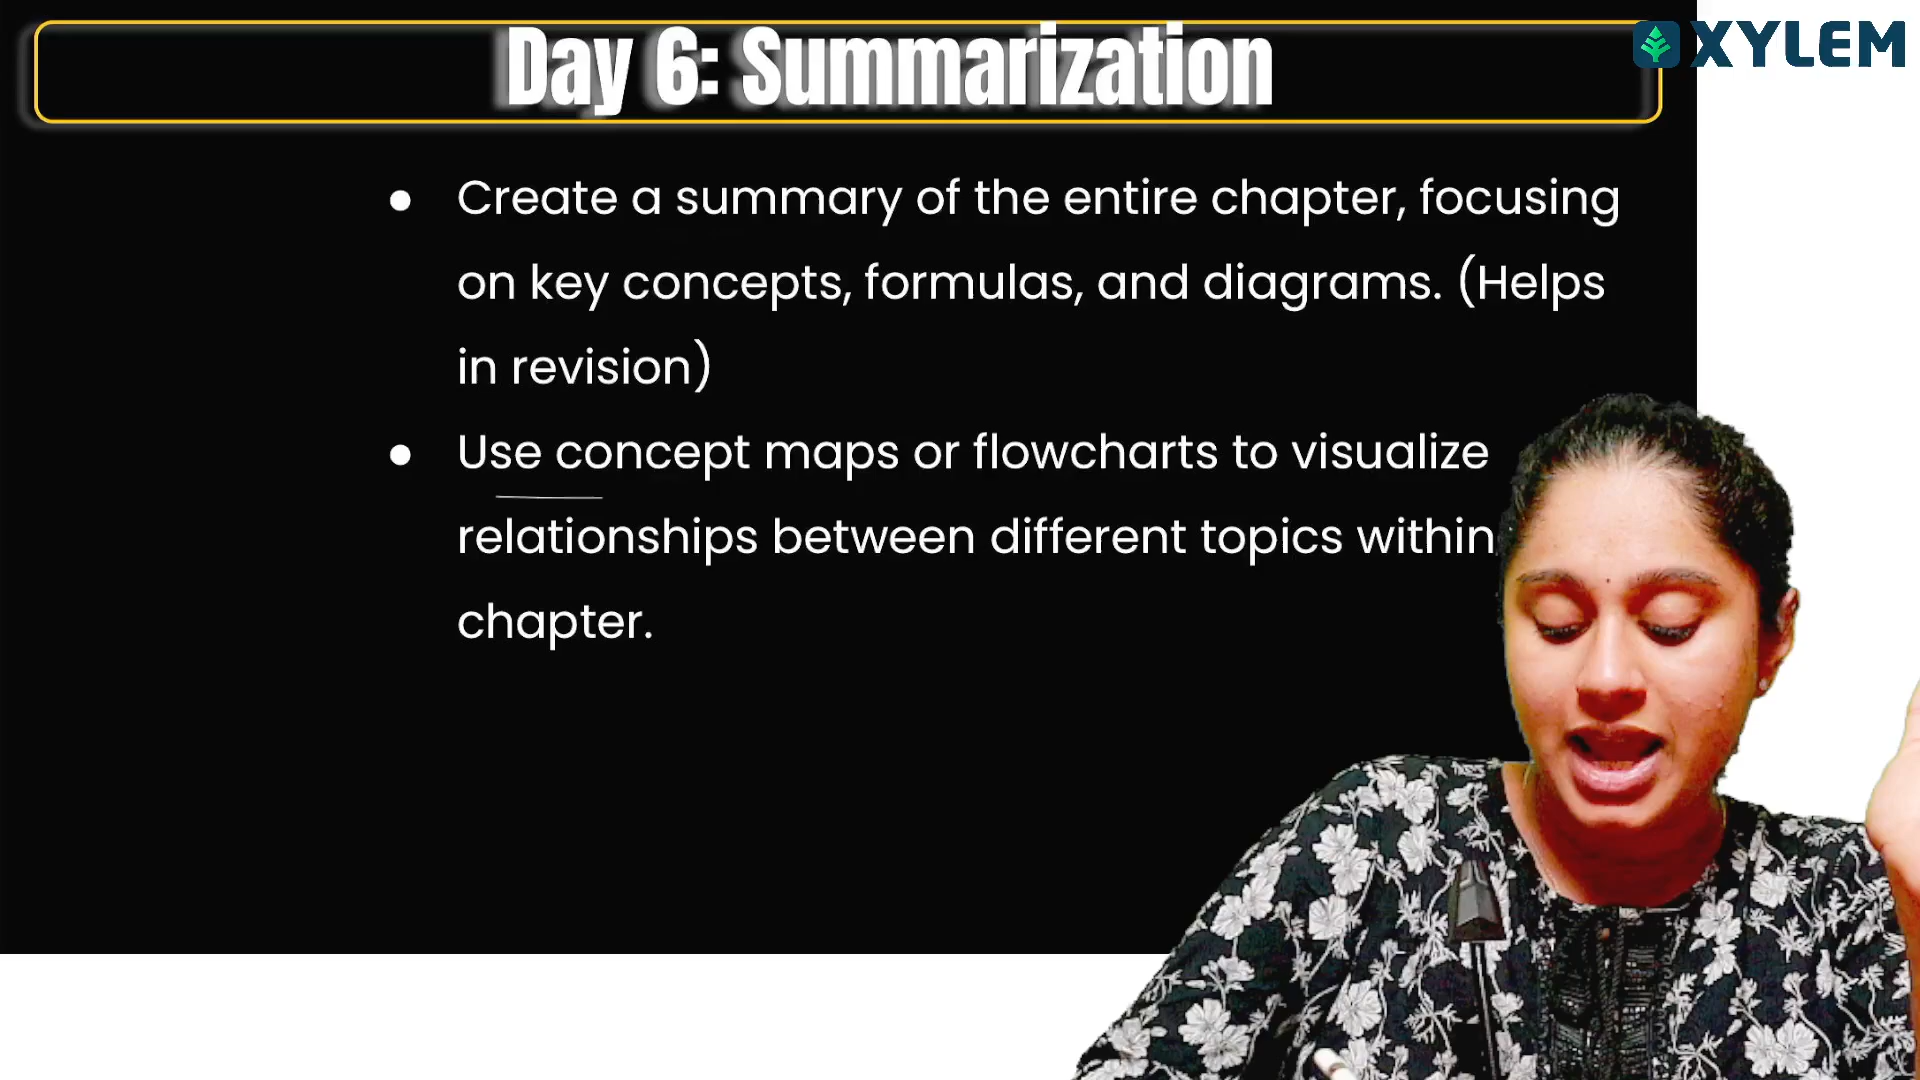 Day 6: Summarization
XYLEM
● Create a summary of the entire chapter, focusing
on key concepts, formulas, and diagrams. (Helps
in revision)
● Use concept maps or flowcharts to visualize
relationships between different topics within
chapter.